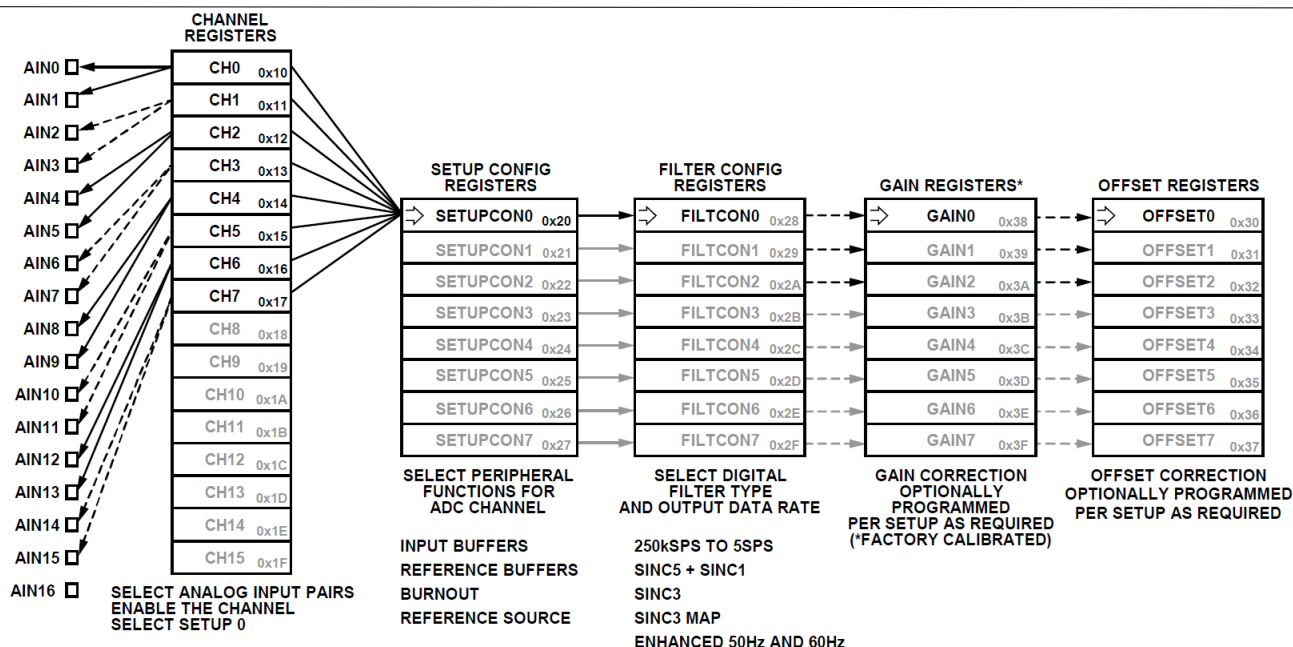 CHANNEL
REGISTERS
AIN0
AIN1
AIN2
AIN3
AIN4
AIN5
AIN6
AIN7
AIN8
AIN9
AIN10
AIN11
AIN12
AIN13
AIN14
AIN15
AIN16
CH0 0x10
CH1 0x11
CH2 0x12
CH3 0x13
CH4 0x14
CH5 0x15
CH6 0x16
CH7 0x17
CH8 0x18
CH9 0x19
CH10 0x1A
CH11 0x1B
CH12 0x1C
CH13 0x1D
CH14 0x1E
CH15 0x1F
SELECT ANALOG INPUT PAIRS
ENABLE THE CHANNEL
SELECT SETUP 0
SETUP CONFIG
REGISTERS
SETUPCON0 0x20
SETUPCON1 0x21
SETUPCON2 0x22
SETUPCON3 0x23
SETUPCON4 0x24
SETUPCON5 0x25
SETUPCON6 0x26
SETUPCON7 0x27
SELECT PERIPHERAL
FUNCTIONS FOR
ADC CHANNEL
INPUT BUFFERS
REFERENCE BUFFERS
BURNOUT
REFERENCE SOURCE
FILTER CONFIG
REGISTERS
FILTCON0 0x28
FILTCON1 0x29
FILTCON2 0x2A
FILTCON3 0x2B
FILTCON4 0x2C
FILTCON5 0x2D
FILTCON6 0x2E
FILTCON7 0x2F
SELECT DIGITAL
FILTER TYPE
AND OUTPUT DATA RATE
250kSPS TO 5SPS
SINC5 + SINC1
SINC3
SINC3 MAP
ENHANCED 50Hz AND 60Hz
GAIN REGISTERS*
GAIN0 0x38
GAIN1 0x39
GAIN2 0x3A
GAIN3 0x3B
GAIN4 0x3C
GAIN5 0x3D
GAIN6 0x3E
GAIN7 0x3F
GAIN CORRECTION
OPTIONALLY
PROGRAMMED
PER SETUP AS REQUIRED
(*FACTORY CALIBRATED)
OFFSET REGISTERS
OFFSET0 0x30
OFFSET1 0x31
OFFSET2 0x32
OFFSET3 0x33
OFFSET4 0x34
OFFSET5 0x35
OFFSET6 0x36
OFFSET7 0x37
OFFSET CORRECTION
OPTIONALLY PROGRAMMED
PER SETUP AS REQUIRED